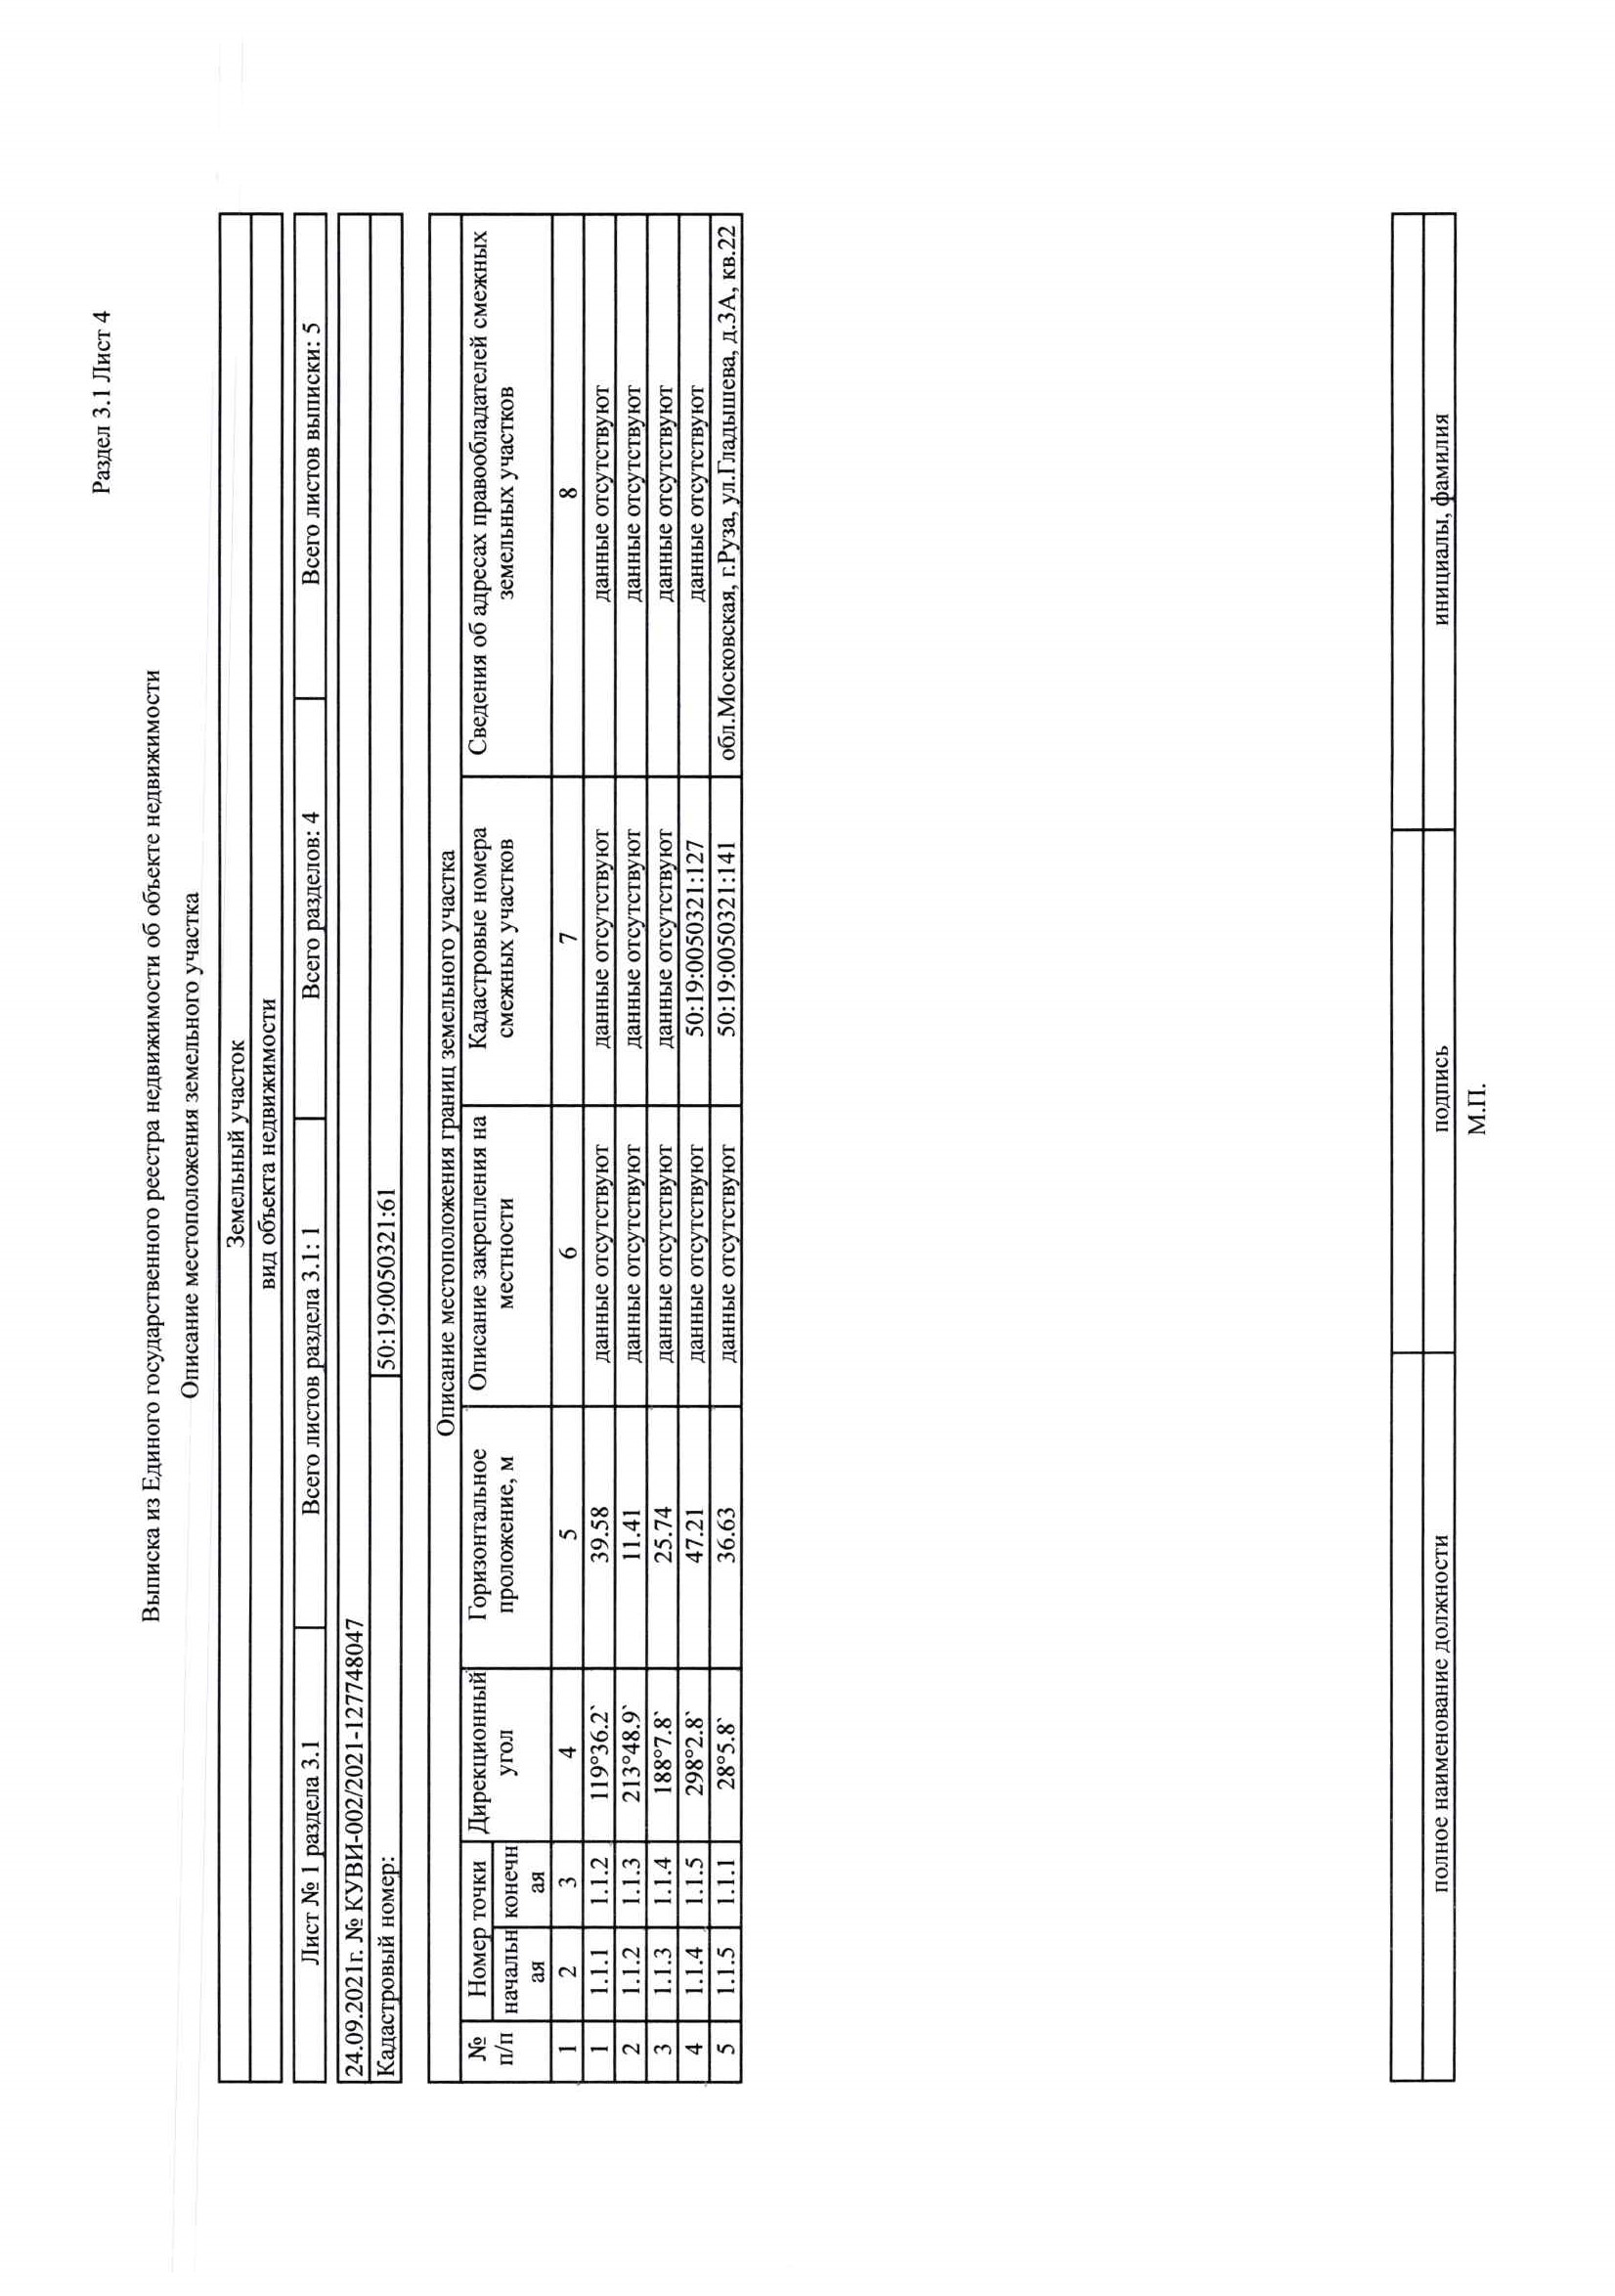 Раздел 3.1 Лист 4
Выписка из Единого государственного реестра недвижимости об объекте недвижимости
Описание местоположения земельного участка
Земельный участок
вид объекта недвижимости
Лист № 1 раздела 3.1 Всего листов раздела 3.1: 1 Всего разделов: 4 Всего листов выписки: 5
24.09.2021г. № КУВИ-002/2021-127748047
Кадастровый номер: 50:19:0050321:61
Описание местоположения границ земельного участка
№ Номер точки Дирекционный Горизонтальное Описание закрепления на Кадастровые номера Сведения об адресах правообладателей смежных
п/п начальн конечн угол проложение, м местности смежных участков земельных участков
ая ая
1 2 3 4 5 6 7 8
1 1.1.1 1.1.2 119°36.2` 39.58 данные отсутствуют данные отсутствуют данные отсутствуют
2 1.1.2 1.1.3 213°48.9` 11.41 данные отсутствуют данные отсутствуют данные отсутствуют
3 1.1.3 1.1.4 188°7.8` 25.74 данные отсутствуют данные отсутствуют данные отсутствуют
4 1.1.4 1.1.5 298°2.8` 47.21 данные отсутствуют 50:19:0050321:127 данные отсутствуют
5 1.1.5 1.1.1 28°5.8` 36.63 данные отсутствуют 50:19:0050321:141 обл.Московская, г.Руза, ул.Гладышева, д.3А, кв.22
полное наименование должности подпись инициалы, фамилия
М.П.